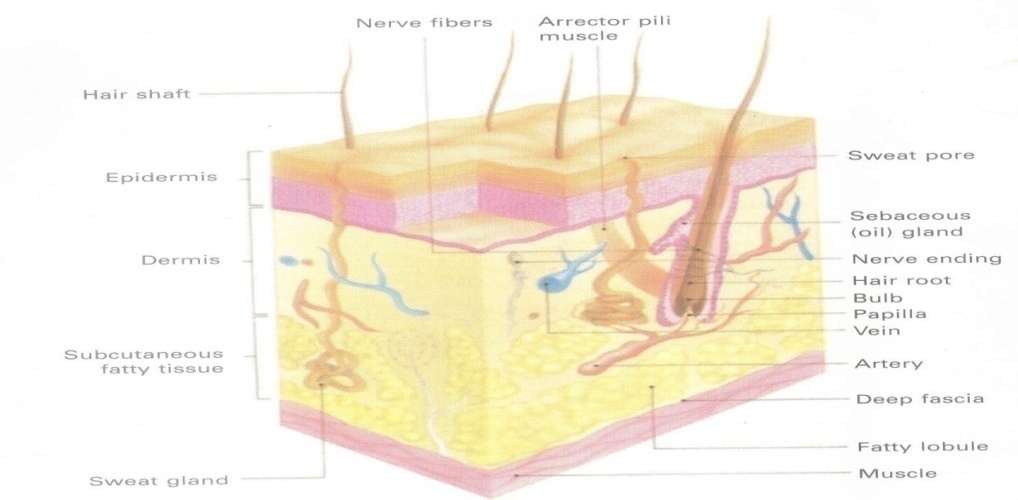 Nerve fibers
Arrector pili
muscle
Hair shaft
Epidermis
Dermis
Subcutaneous
fatty tissue
Sweat gland
Sweat pore
Sebaceous
(oil) gland
Nerve ending
Hair root
Bulb
Papilla
Vein
Artery
Deep fascia
Fatty lobule
Muscle